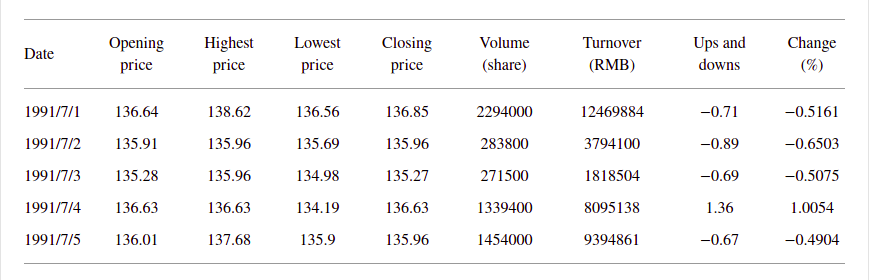 Date Opening price Highest price Lowest price Closing price Volume (share) Turnover (RMB) Ups and downs Change (%)
1991/7/1 136.64 138.62 136.56 136.85 2294000 12469884 −0.71 −0.5161
1991/7/2 135.91 135.96 135.69 135.96 283800 3794100 −0.89 −0.6503
1991/7/3 135.28 135.96 134.98 135.27 271500 1818504 −0.69 −0.5075
1991/7/4 136.63 136.63 134.19 136.63 1339400 8095138 1.36 1.0054
1991/7/5 136.01 137.68 135.9 135.96 1454000 9394861 −0.67 −0.4904